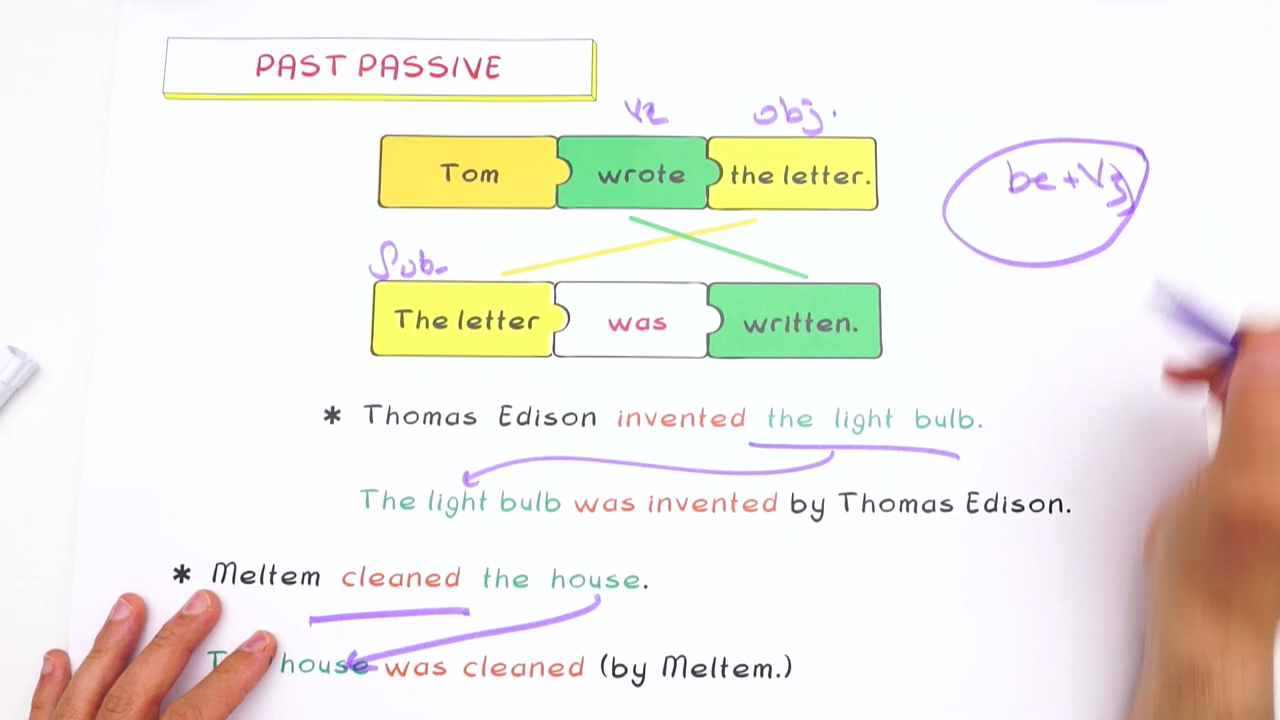 PAST PASSIVE
V2 obj.
Tom wrote the letter.
be+V3
Sub.
The letter was written.
* Thomas Edison invented the light bulb.
The light bulb was invented by Thomas Edison.
* Meltem cleaned the house.
house was cleaned (by Meltem.)